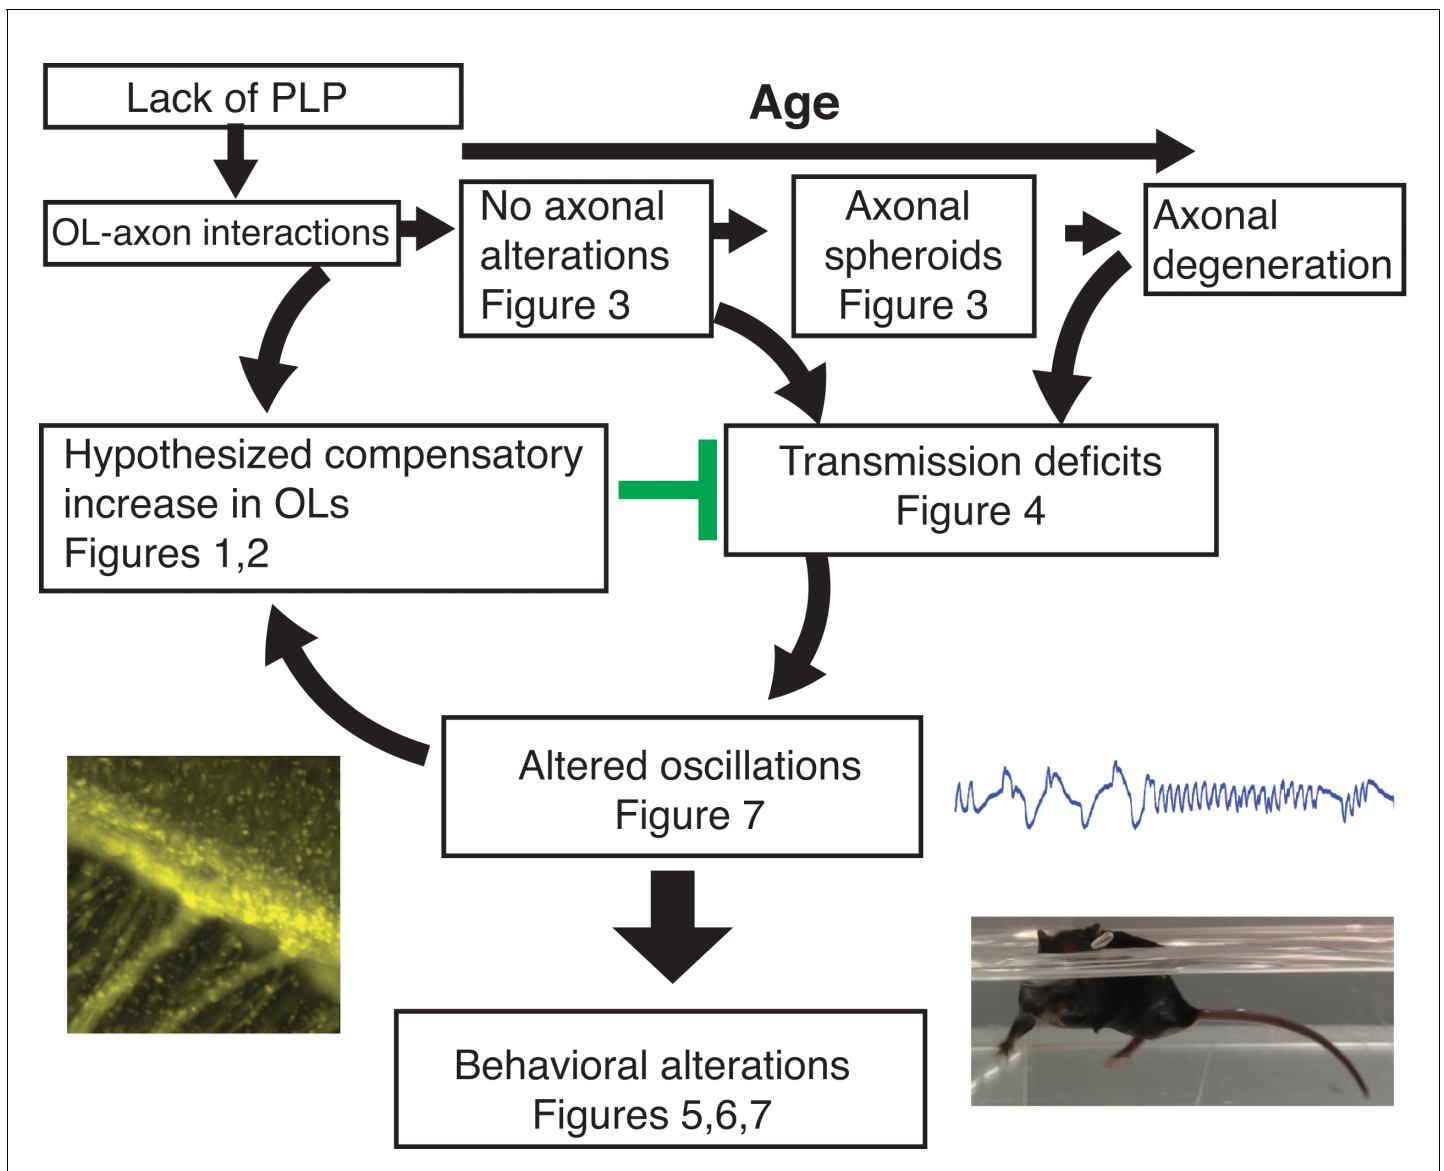 Lack of PLP
Age
OL-axon interactions
No axonal
alterations
Figure 3
Axonal
spheroids
Figure 3
Axonal
degeneration
Hypothesized compensatory
increase in OLs
Figures 1,2
Transmission deficits
Figure 4
Altered oscillations
Figure 7
Behavioral alterations
Figures 5,6,7